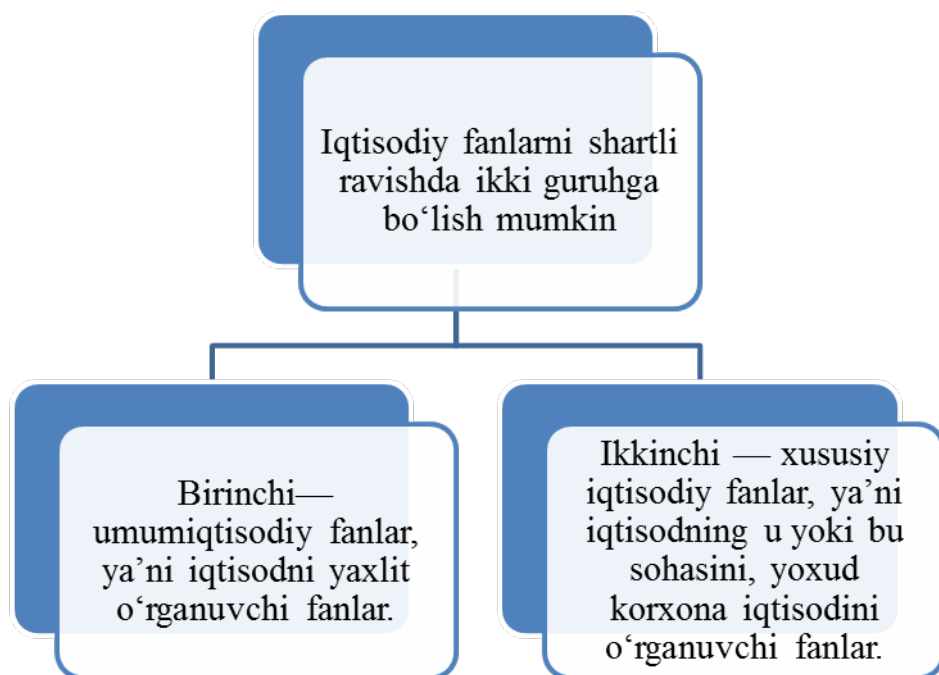 Iqtisodiy fanlarni shartli
ravishda ikki guruhga
bo‘lish mumkin
Birinchi—
umumiqtisodiy fanlar,
ya’ni iqtisodni yaxlit
o‘rganuvchi fanlar.
Ikkinchi — xususiy
iqtisodiy fanlar, ya’ni
iqtisodning u yoki bu
sohasini, yoxud
korxona iqtisodini
o‘rganuvchi fanlar.